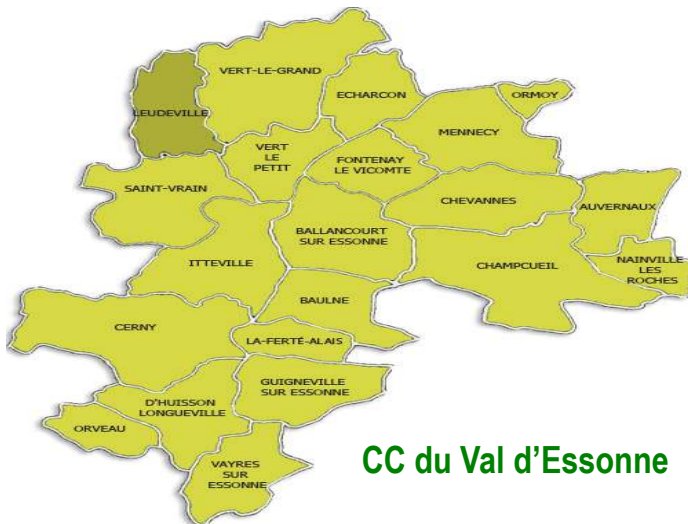 VERT-LE-GRAND
ECHARCON
ORMOY
LEUDEVILLE
MENNECY
VERT
LE
PETIT
FONTENAY
LE VICOMTE
SAINT-VRAIN
CHEVANNES
AUVERNAUX
BALLANCOURT
SUR ESSONNE
ITTEVILLE
CHAMPCUEIL
NAINVILLE
LES
ROCHES
BAULNE
CERNY
LA-FERTÉ-ALAIS
GUIGNEVILLE
SUR ESSONNE
D'HUISSON
LONGUEVILLE
ORVEAU
VAYRES
SUR
ESSONNE
CC du Val d’Essonne